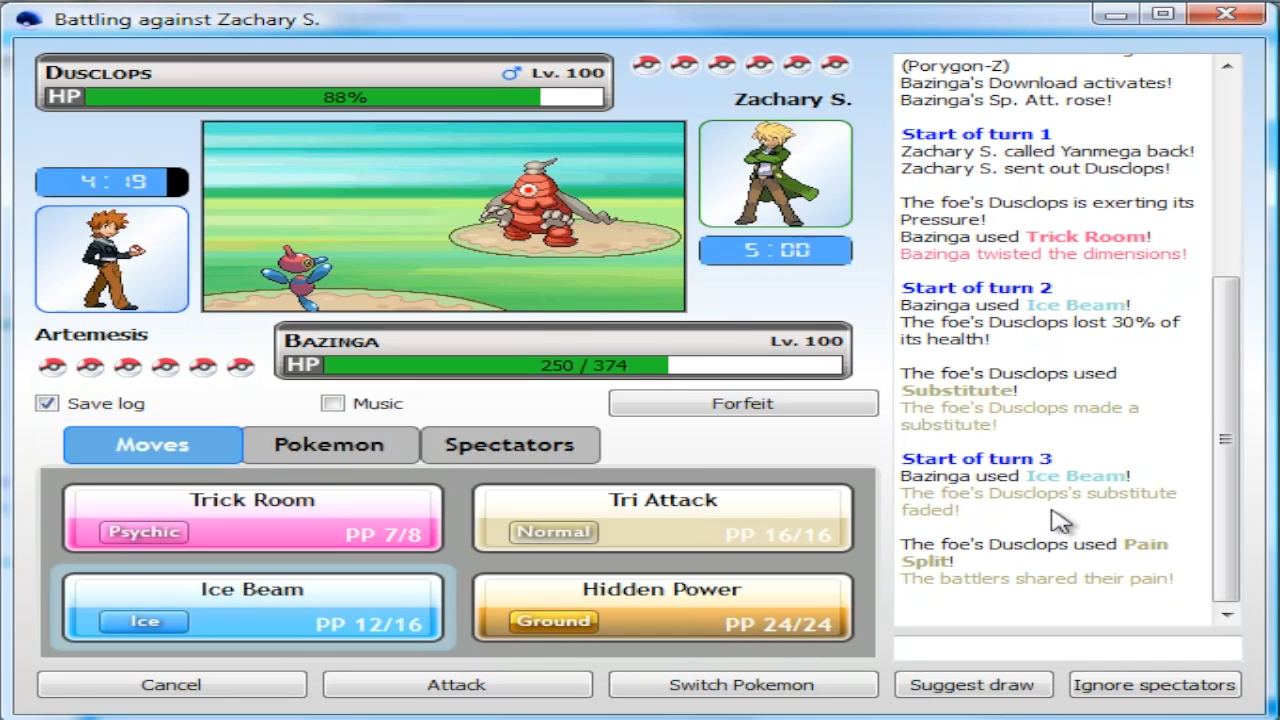 Battling against Zachary S.
DUSCLOPS ♂ Lv. 100
HP 88%
Zachary S.
4:19
5:00
Artemesis
BAZINGA Lv. 100
HP 250 / 374
Save log
Music
Forfeit
Moves
Pokemon
Spectators
Trick Room
Psychic PP 7/8
Tri Attack
Normal PP 16/16
Ice Beam
Ice PP 12/16
Hidden Power
Ground PP 24/24
Cancel
Attack
Switch Pokemon
(Porygon-Z)
Bazinga's Download activates!
Bazinga's Sp. Att. rose!
Start of turn 1
Zachary S. called Yanmega back!
Zachary S. sent out Dusclops!
The foe's Dusclops is exerting its
Pressure!
Bazinga used Trick Room!
Bazinga twisted the dimensions!
Start of turn 2
Bazinga used Ice Beam!
The foe's Dusclops lost 30% of
its health!
The foe's Dusclops used
Substitute!
The foe's Dusclops made a
substitute!
Start of turn 3
Bazinga used Ice Beam!
The foe's Dusclops's substitute
faded!
The foe's Dusclops used Pain
Split!
The battlers shared their pain!
Suggest draw
Ignore spectators